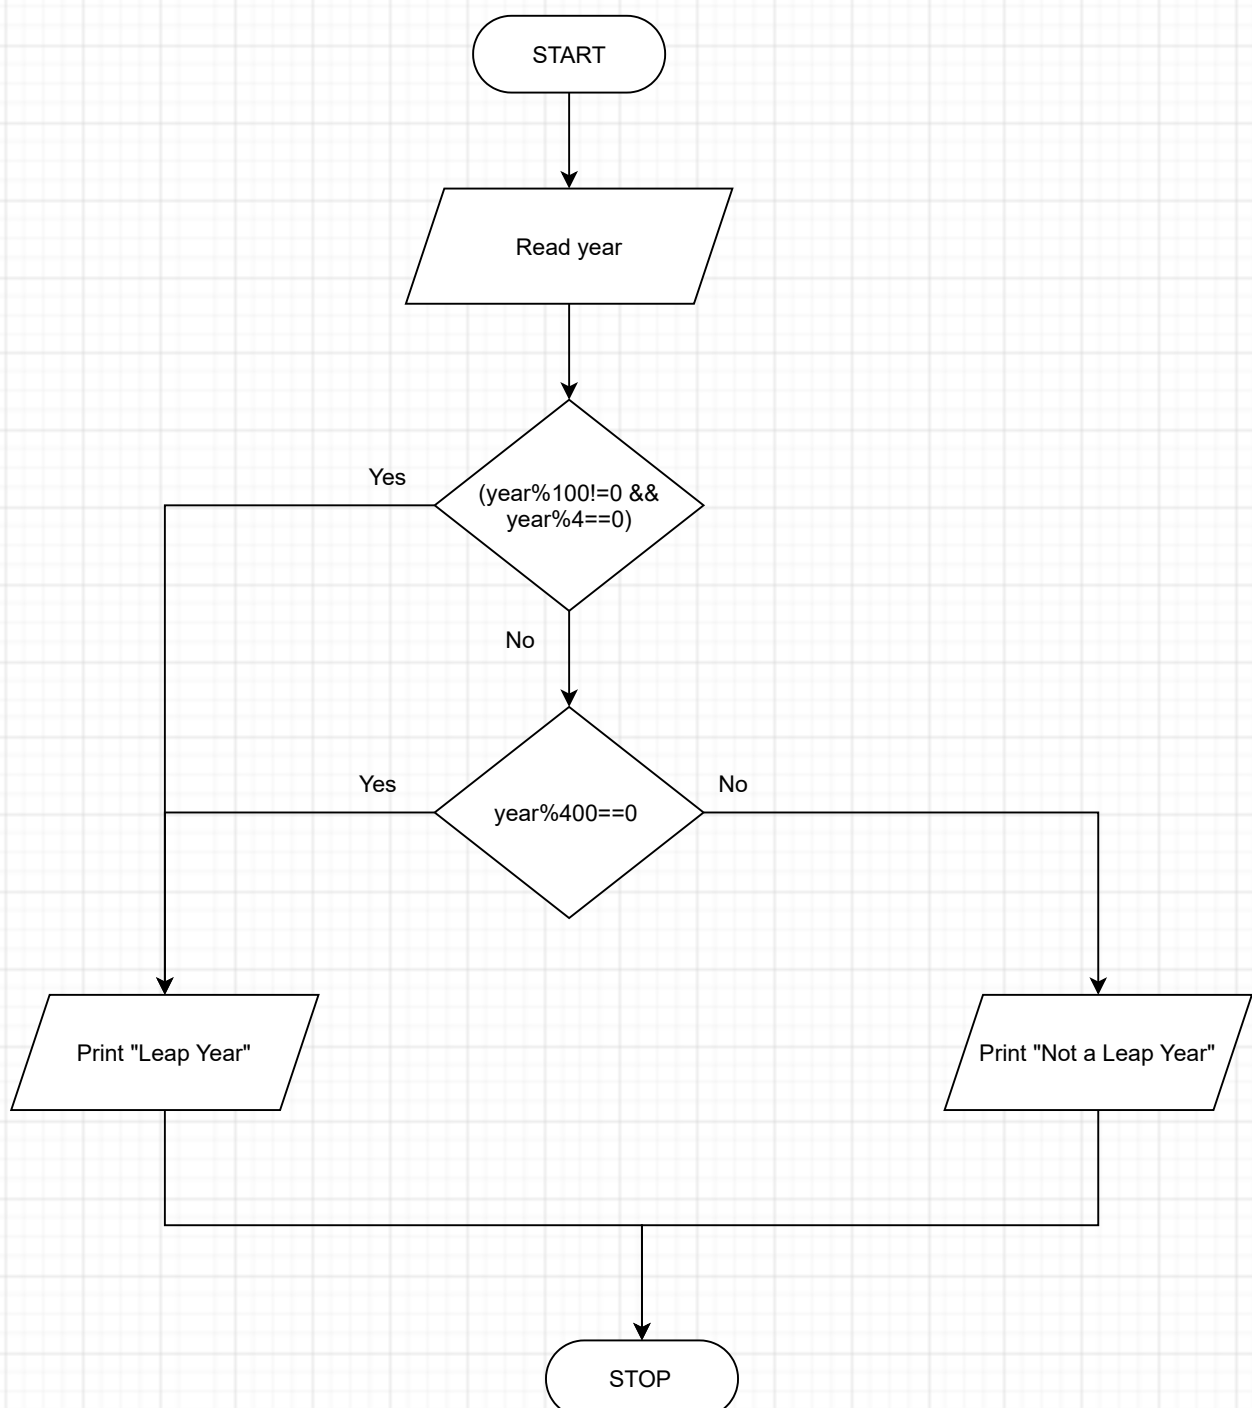 START
Read year
Yes
(year%100!=0 &&
year%4==0)
No
Yes
year%400==0
No
Print "Leap Year"
Print "Not a Leap Year"
STOP